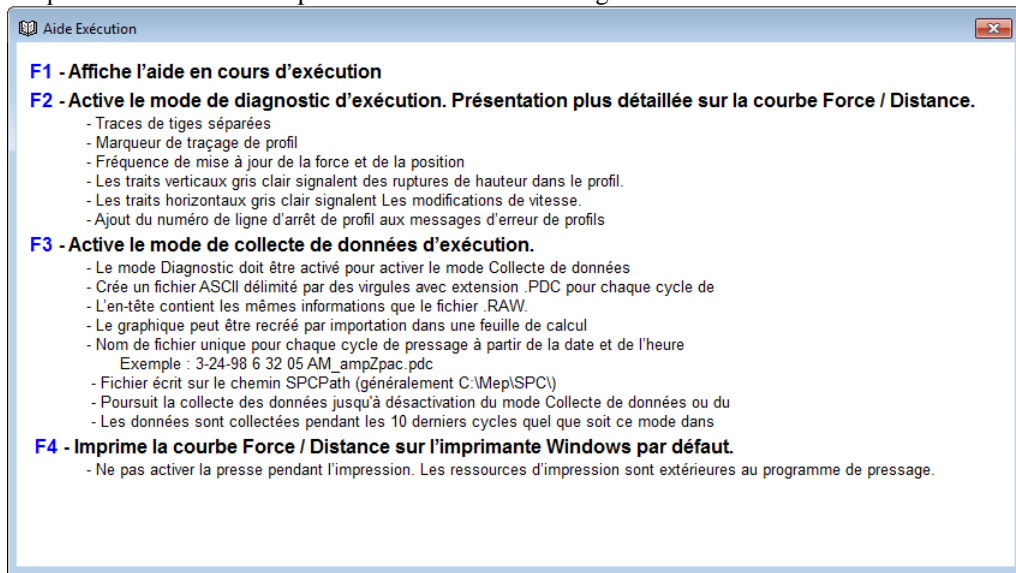 Aide Exécution
F1 - Affiche l'aide en cours d'exécution
F2 - Active le mode de diagnostic d'exécution. Présentation plus détaillée sur la courbe Force / Distance.
- Traces de tiges séparées
- Marqueur de traçage de profil
- Fréquence de mise à jour de la force et de la position
- Les traits verticaux gris clair signalent des ruptures de hauteur dans le profil.
- Les traits horizontaux gris clair signalent Les modifications de vitesse.
- Ajout du numéro de ligne d'arrêt de profil aux messages d'erreur de profils
F3 - Active le mode de collecte de données d'exécution.
- Le mode Diagnostic doit être activé pour activer le mode Collecte de données
- Crée un fichier ASCII délimité par des virgules avec extension .PDC pour chaque cycle de
- L'en-tête contient les mêmes informations que le fichier .RAW.
- Le graphique peut être recréé par importation dans une feuille de calcul
- Nom de fichier unique pour chaque cycle de pressage à partir de la date et de l'heure
Exemple : 3-24-98 6 32 05 AM_ampZpac.pdc
- Fichier écrit sur le chemin SPCPath (généralement C:\Mep\SPC\)
- Poursuit la collecte des données jusqu'à désactivation du mode Collecte de données ou du
- Les données sont collectées pendant les 10 derniers cycles quel que soit ce mode dans
F4 - Imprime la courbe Force / Distance sur l'imprimante Windows par défaut.
- Ne pas activer la presse pendant l'impression. Les ressources d'impression sont extérieures au programme de pressage.